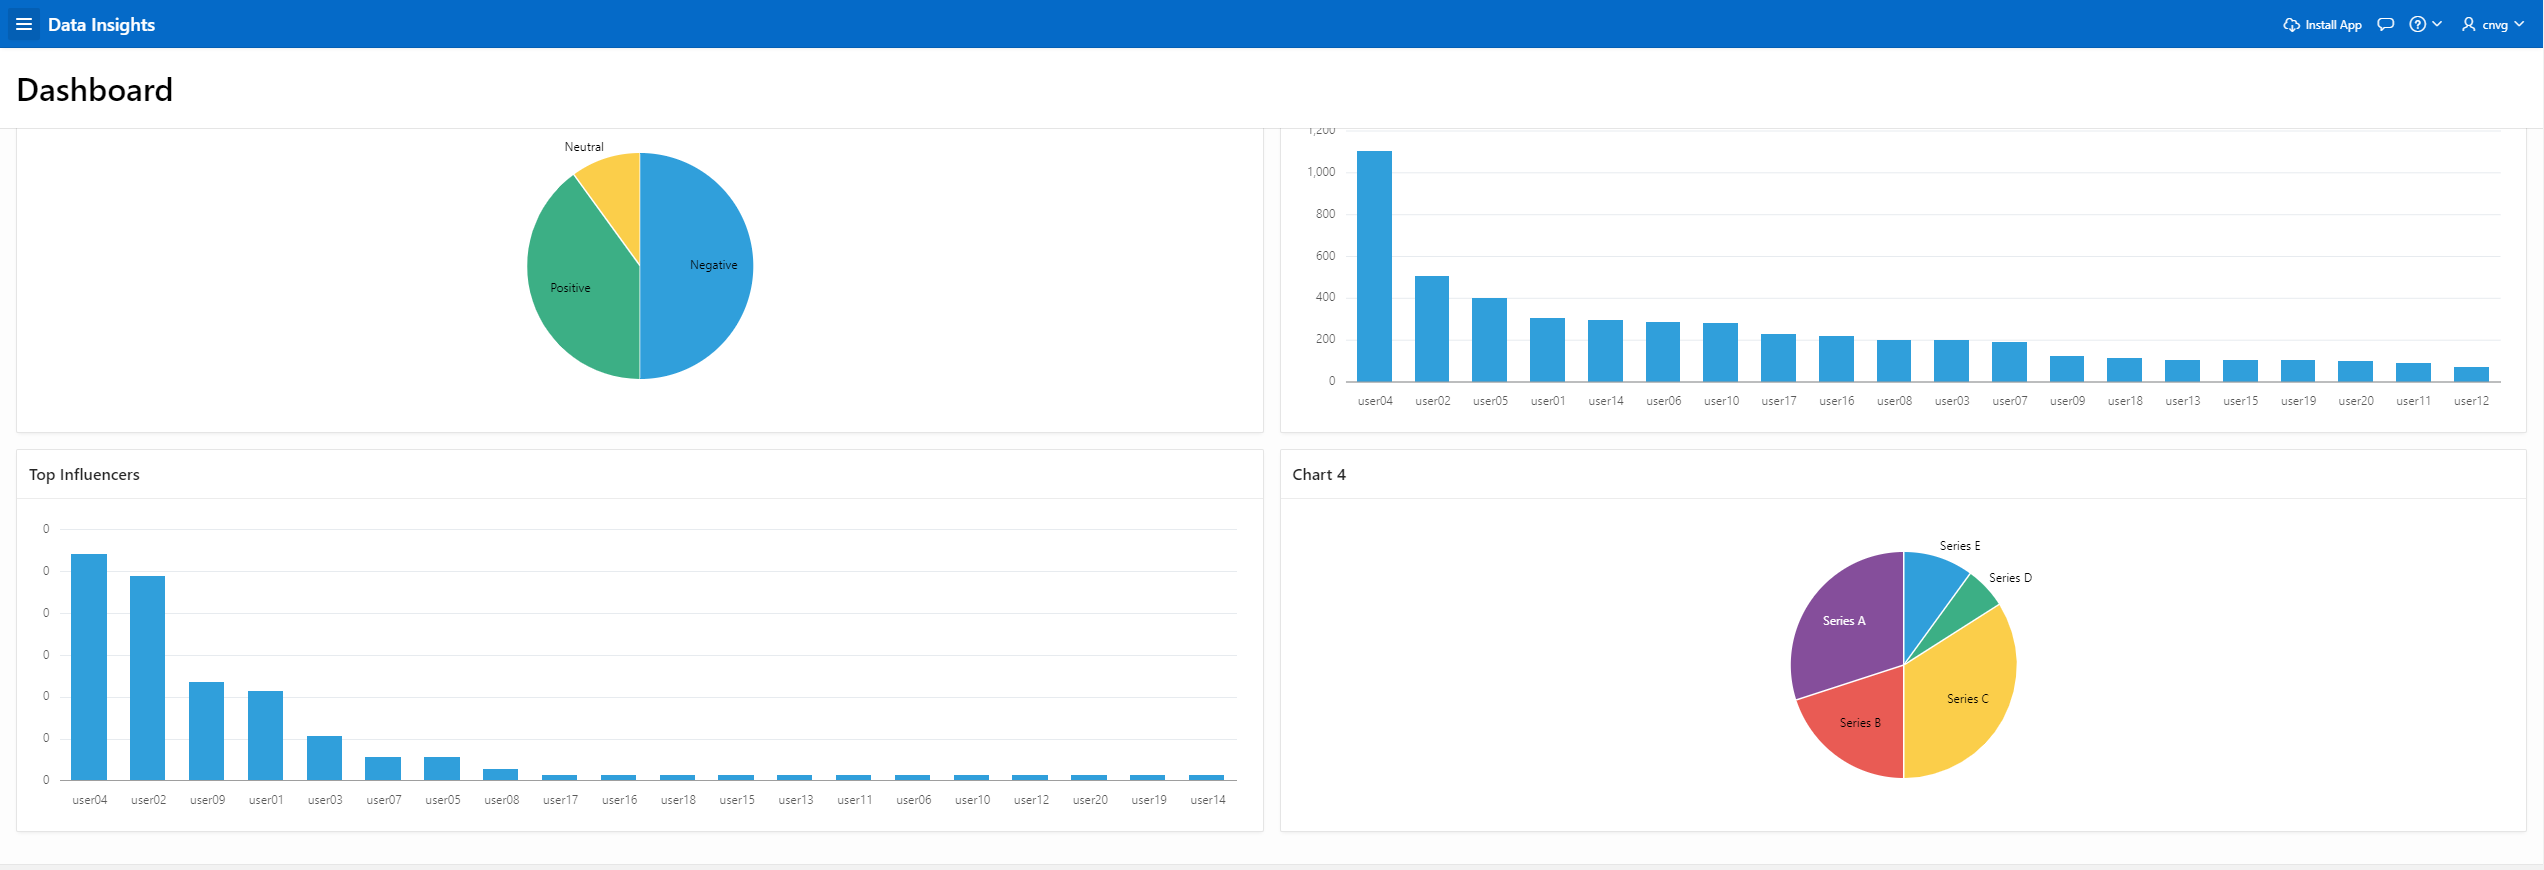 Data Insights
Install App
cnvg
Dashboard
Neutral
Negative
Positive
1,200
1,000
800
600
400
200
0
user04 user02 user05 user01 user14 user06 user10 user17 user16 user08 user03 user07 user09 user18 user13 user15 user19 user20 user11 user12
Top Influencers
0
0
0
0
0
0
0
user04 user02 user09 user01 user03 user07 user05 user08 user17 user16 user18 user15 user13 user11 user06 user10 user12 user20 user19 user14
Chart 4
Series E
Series D
Series A
Series C
Series B